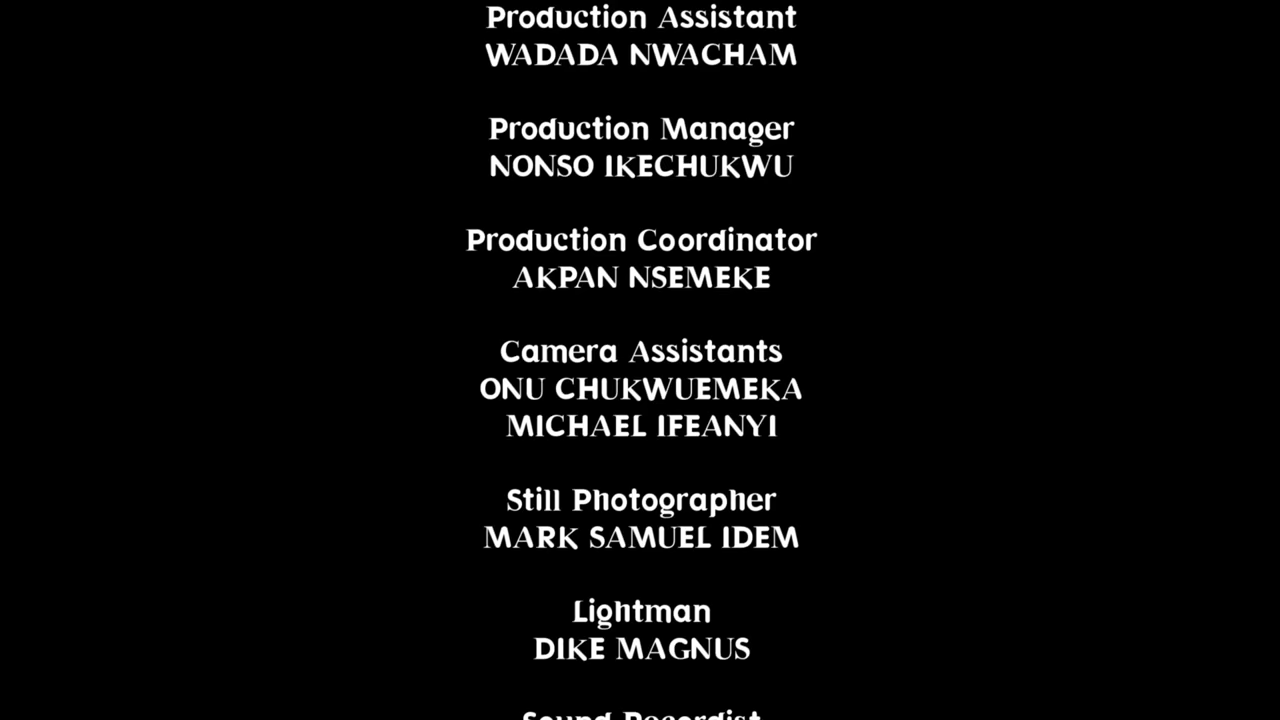 Production Assistant
WADADA NWACHAM
Production Manager
NONSO IKECHUKWU
Production Coordinator
AKPAN NSEMEKE
Camera Assistants
ONU CHUKWUEMEKA
MICHAEL IFEANYI
Still Photographer
MARK SAMUEL IDEM
Lightman
DIKE MAGNUS
Sound Recordist